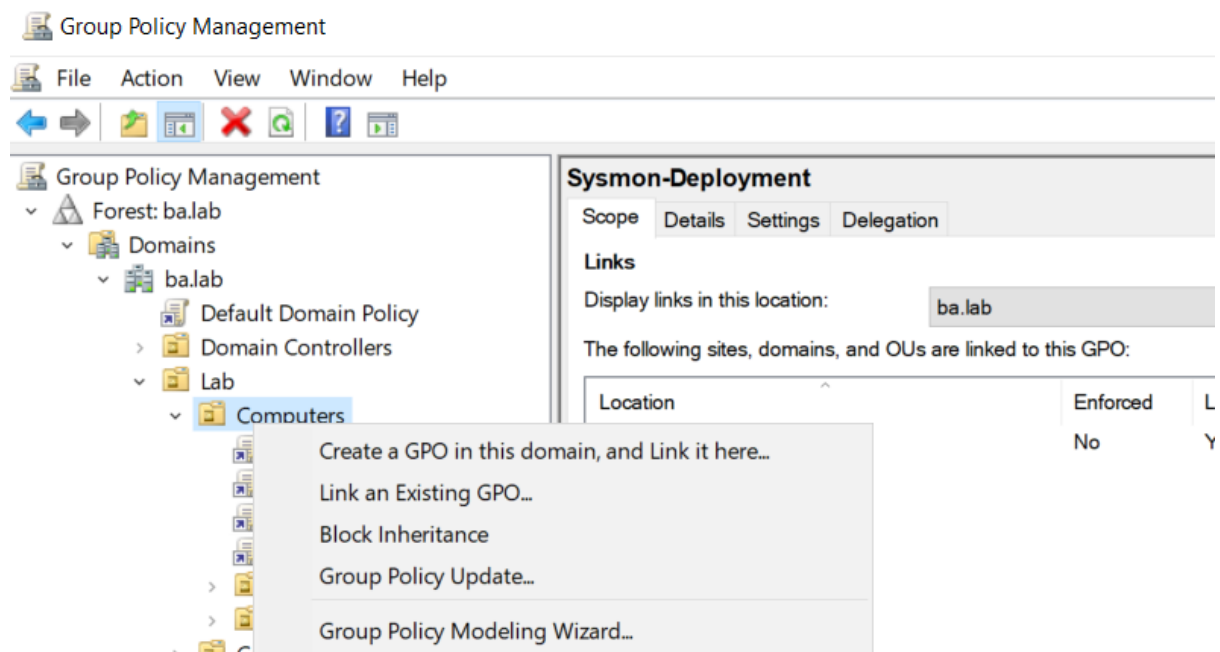 Group Policy Management
File Action View Window Help
Group Policy Management
Forest: ba.lab
Domains
ba.lab
Default Domain Policy
Domain Controllers
Lab
Computers
Create a GPO in this domain, and Link it here...
Link an Existing GPO...
Block Inheritance
Group Policy Update...
Group Policy Modeling Wizard...
Sysmon-Deployment
Scope Details Settings Delegation
Links
Display links in this location: ba.lab
The following sites, domains, and OUs are linked to this GPO:
Location Enforced L
No Y